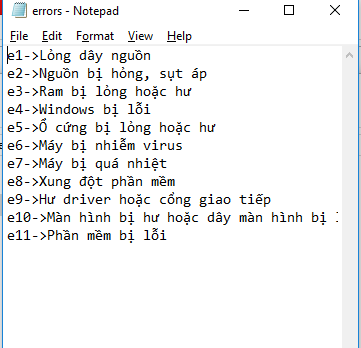 errors - Notepad
File Edit Format View Help
e1->Lỏng dây nguồn
e2->Nguồn bị hỏng, sụt áp
e3->Ram bị lỏng hoặc hư
e4->Windows bị lỗi
e5->Ổ cứng bị lỏng hoặc hư
e6->Máy bị nhiễm virus
e7->Máy bị quá nhiệt
e8->Xung đột phần mềm
e9->Hư driver hoặc cổng giao tiếp
e10->Màn hình bị hư hoặc dây màn hình bị
e11->Phần mềm bị lỗi